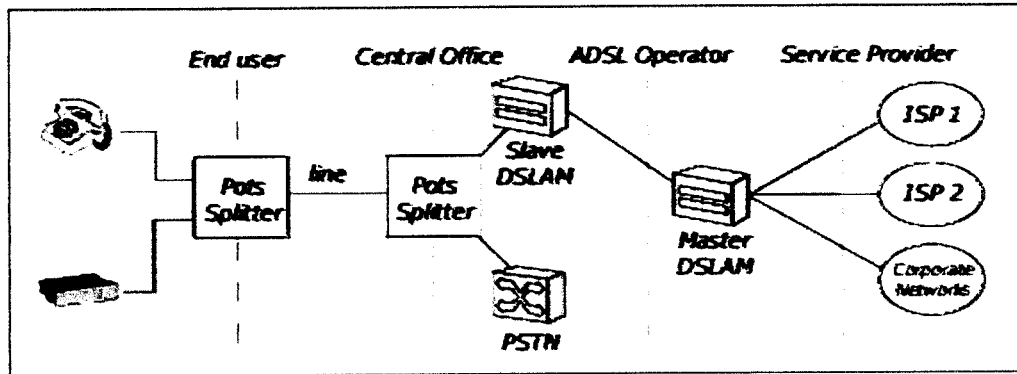 End user
Central Office
ADSL Operator
Service Provider
ISP 1
line
Slave
DSLAM
Pots
Splitter
Pots
Splitter
ISP 2
Master
DSLAM
Corporate
Networks
PSTN